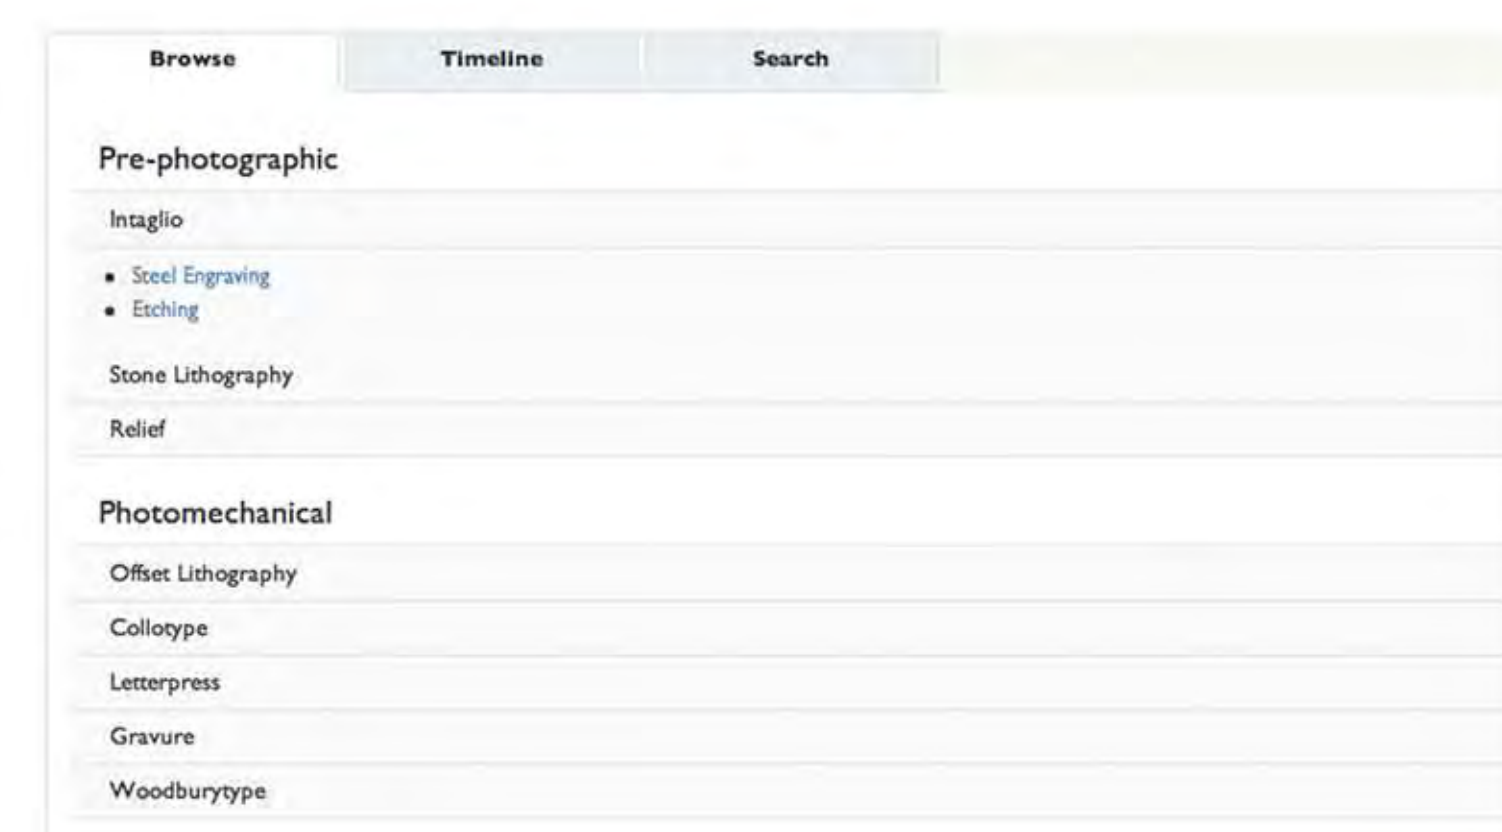 Browse Timeline Search
Pre-photographic
Intaglio
• Steel Engraving
• Etching
Stone Lithography
Relief
Photomechanical
Offset Lithography
Collotype
Letterpress
Gravure
Woodburytype